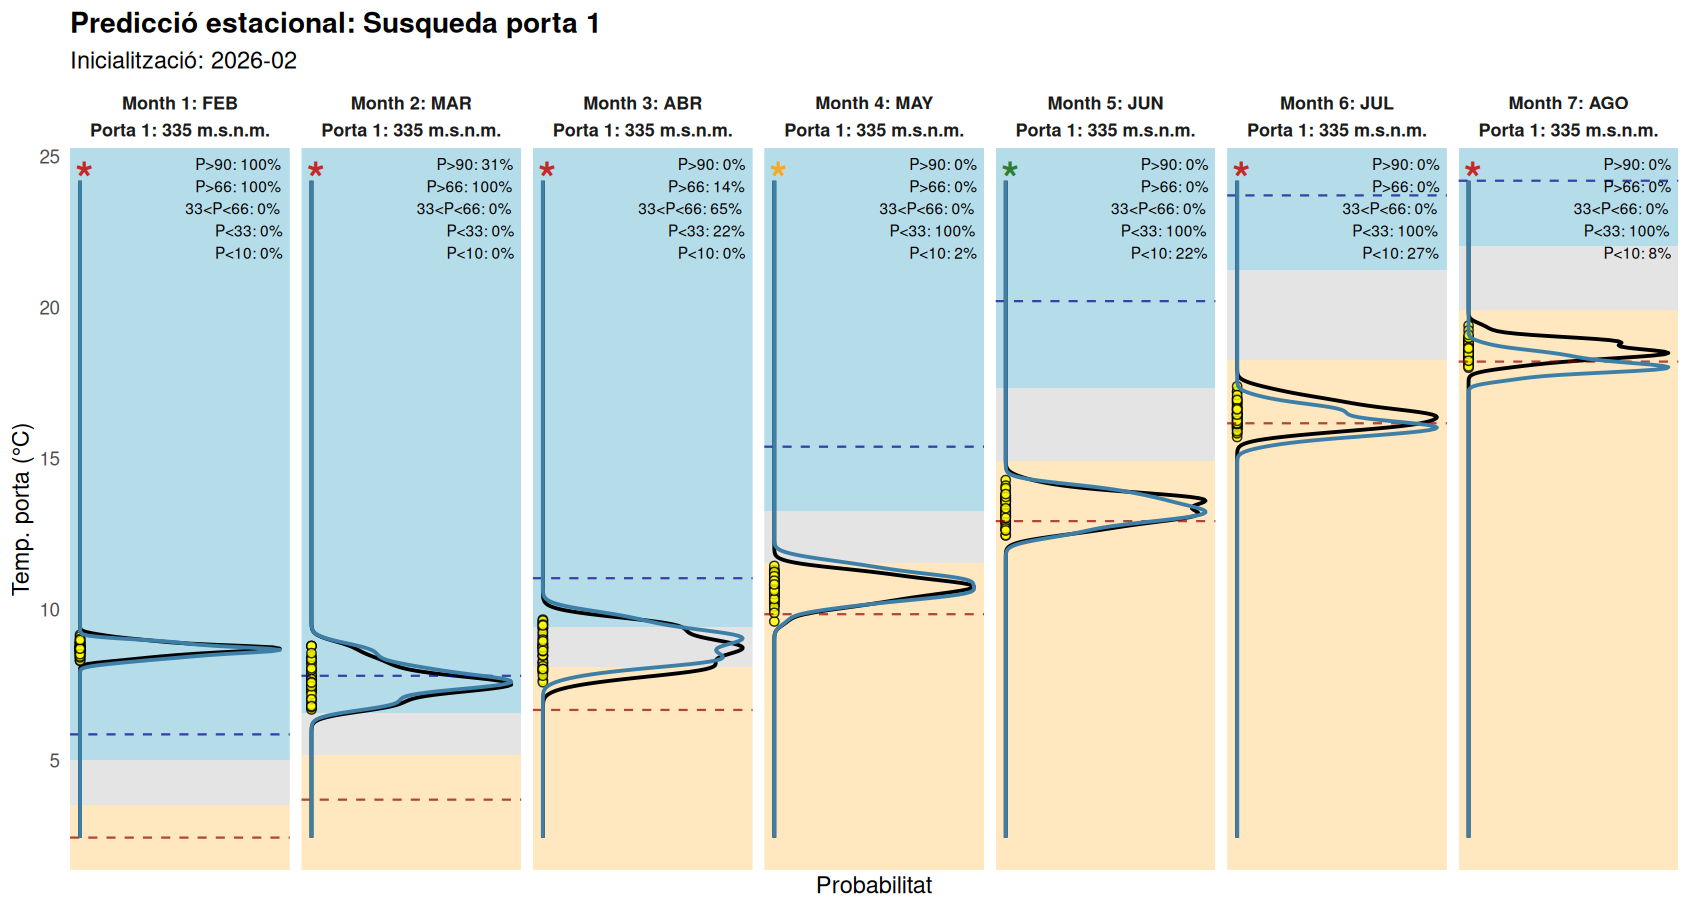 Predicció estacional: Susqueda porta 1
Inicialització: 2026-02
Month 1: FEB
Porta 1: 335 m.s.n.m.
Month 2: MAR
Porta 1: 335 m.s.n.m.
Month 3: ABR
Porta 1: 335 m.s.n.m.
Month 4: MAY
Porta 1: 335 m.s.n.m.
Month 5: JUN
Porta 1: 335 m.s.n.m.
Month 6: JUL
Porta 1: 335 m.s.n.m.
Month 7: AGO
Porta 1: 335 m.s.n.m.
Temp. porta (°C)
25
20
15
10
5
*
P>90: 100%
P>66: 100%
33<P<66: 0%
P<33: 0%
P<10: 0%
*
P>90: 31%
P>66: 100%
33<P<66: 0%
P<33: 0%
P<10: 0%
*
P>90: 0%
P>66: 14%
33<P<66: 65%
P<33: 22%
P<10: 0%
*
P>90: 0%
P>66: 0%
33<P<66: 0%
P<33: 100%
P<10: 2%
*
P>90: 0%
P>66: 0%
33<P<66: 0%
P<33: 100%
P<10: 22%
*
P>90: 0%
P>66: 0%
33<P<66: 0%
P<33: 100%
P<10: 27%
*
P>90: 0%
P>66: 0%
33<P<66: 0%
P<33: 100%
P<10: 8%
Probabilitat